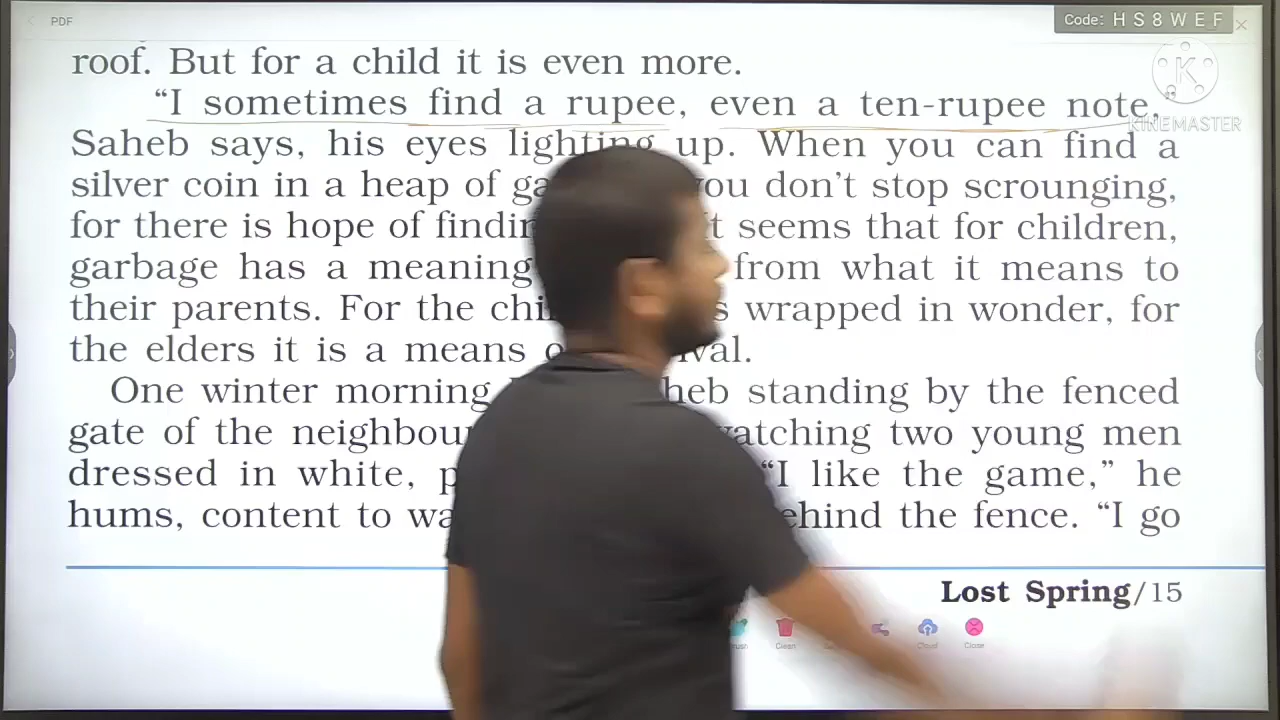 PDF
Code: H S 8 W E F
roof. But for a child it is even more.
KINEMASTER
“I sometimes find a rupee, even a ten-rupee note,”
Saheb says, his eyes lighting up. When you can find a
silver coin in a heap of ga you don’t stop scrounging,
for there is hope of findin t seems that for children,
garbage has a meaning from what it means to
their parents. For the chi s wrapped in wonder, for
the elders it is a means o ival.
One winter morning heb standing by the fenced
gate of the neighbou watching two young men
dressed in white, p “I like the game,” he
hums, content to wa ehind the fence. “I go
Lost Spring/15
Clean Cloud Close